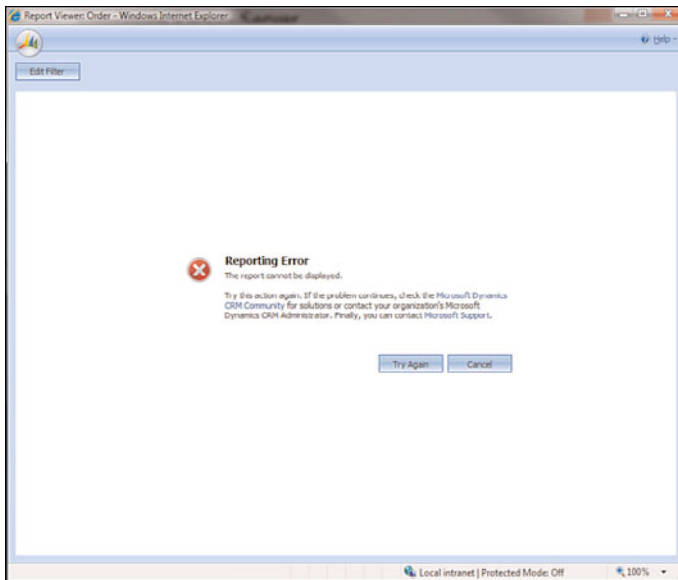 Report Viewer: Order - Windows Internet Explorer
Help
Edit Filter
Reporting Error
The report cannot be displayed.
Try this action again. If the problem continues, check the Microsoft Dynamics
CRM Community for solutions or contact your organization's Microsoft
Dynamics CRM Administrator. Finally, you can contact Microsoft Support.
Try Again Cancel
Local intranet | Protected Mode: Off 100%